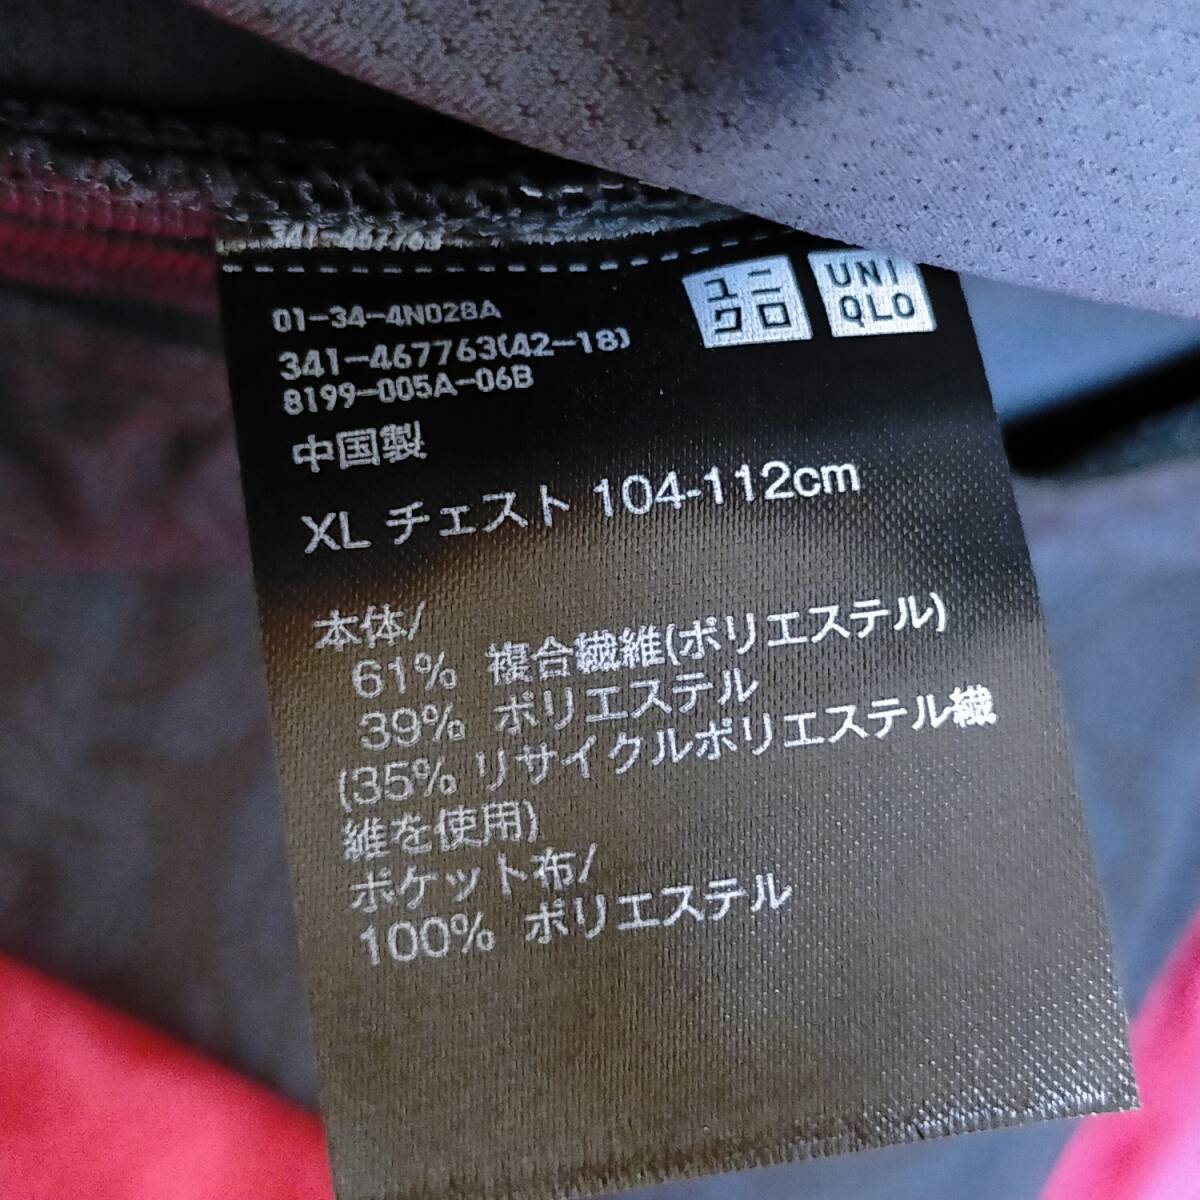 341-467763
ユニ
クロ
UNI
QLO
01-34-4N028A
341-467763(42-18)
8199-005A-06B
中国製
XL チェスト 104-112cm
本体/
61% 複合繊維(ポリエステル)
39% ポリエステル
(35% リサイクルポリエステル繊
維を使用)
ポケット布/
100% ポリエステル